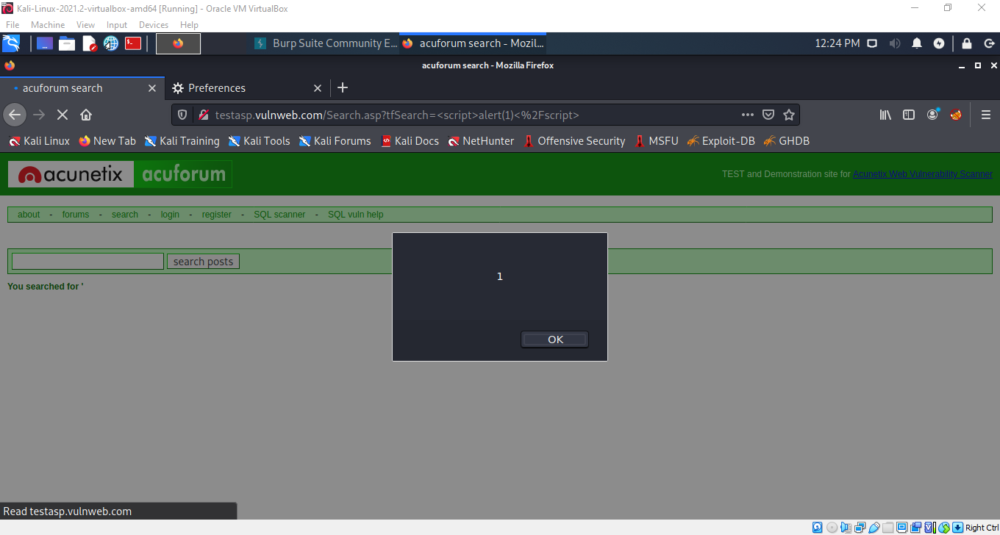 Kali-Linux-2021.2-virtualbox-amd64 [Running] - Oracle VM VirtualBox
File Machine View Input Devices Help
Burp Suite Community E... acuforum search - Mozil... 12:24 PM
acuforum search - Mozilla Firefox
acuforum search Preferences
testasp.vulnweb.com/Search.asp?tfSearch=<script>alert(1)<%2Fscript>
Kali Linux New Tab Kali Training Kali Tools Kali Forums Kali Docs NetHunter Offensive Security MSFU Exploit-DB GHDB
acunetix acuforum TEST and Demonstration site for Acunetix Web Vulnerability Scanner
about - forums - search - login - register - SQL scanner - SQL vuln help
search posts
You searched for '
1
OK
Read testasp.vulnweb.com
Right Ctrl